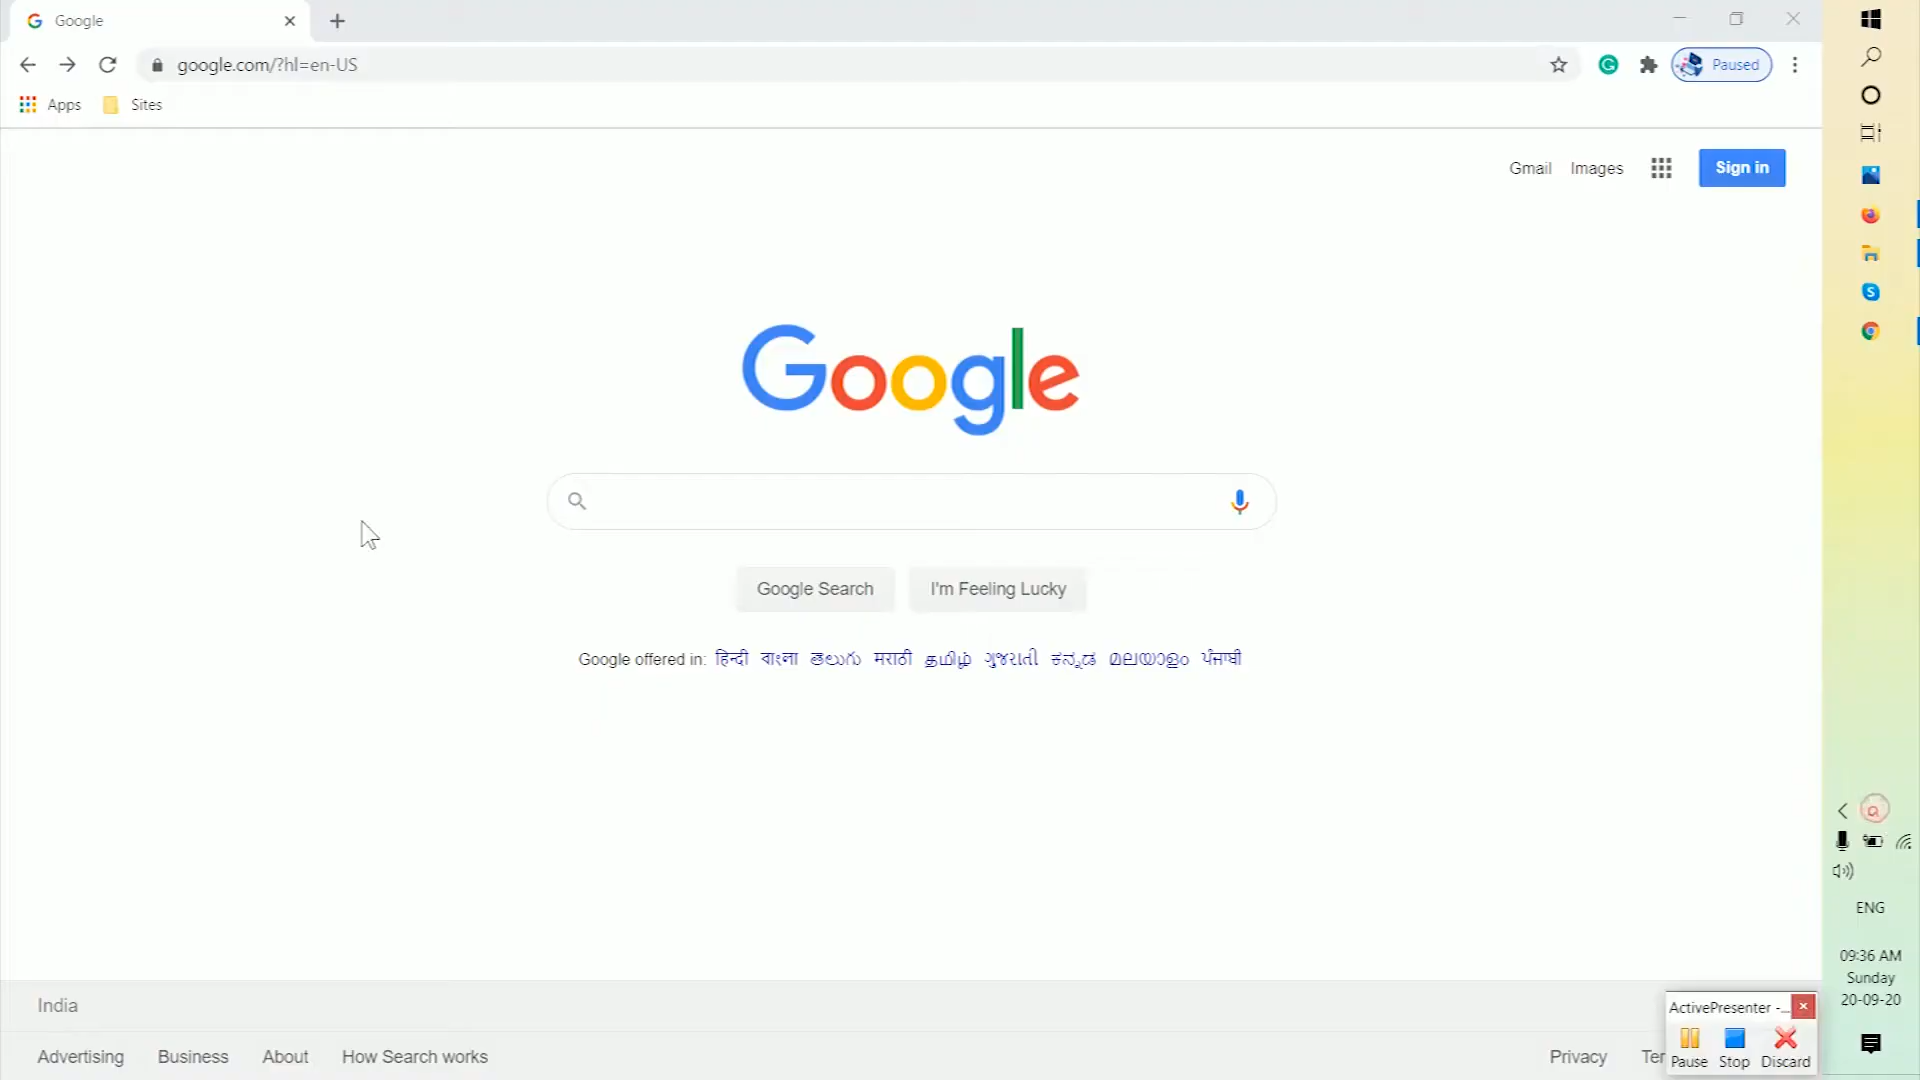 Google
google.com/?hl=en-US
Paused
Apps
Sites
Gmail
Images
Sign in
Google
Google Search
I'm Feeling Lucky
Google offered in: हिन्दी বাংলা తెలుగు मराठी தமிழ் ગુજરાતી ಕನ್ನಡ മലയാളം ਪੰਜਾਬੀ
India
Advertising
Business
About
How Search works
Privacy
Ter
ActivePresenter -...
Pause
Stop
Discard
ENG
09:36 AM
Sunday
20-09-20